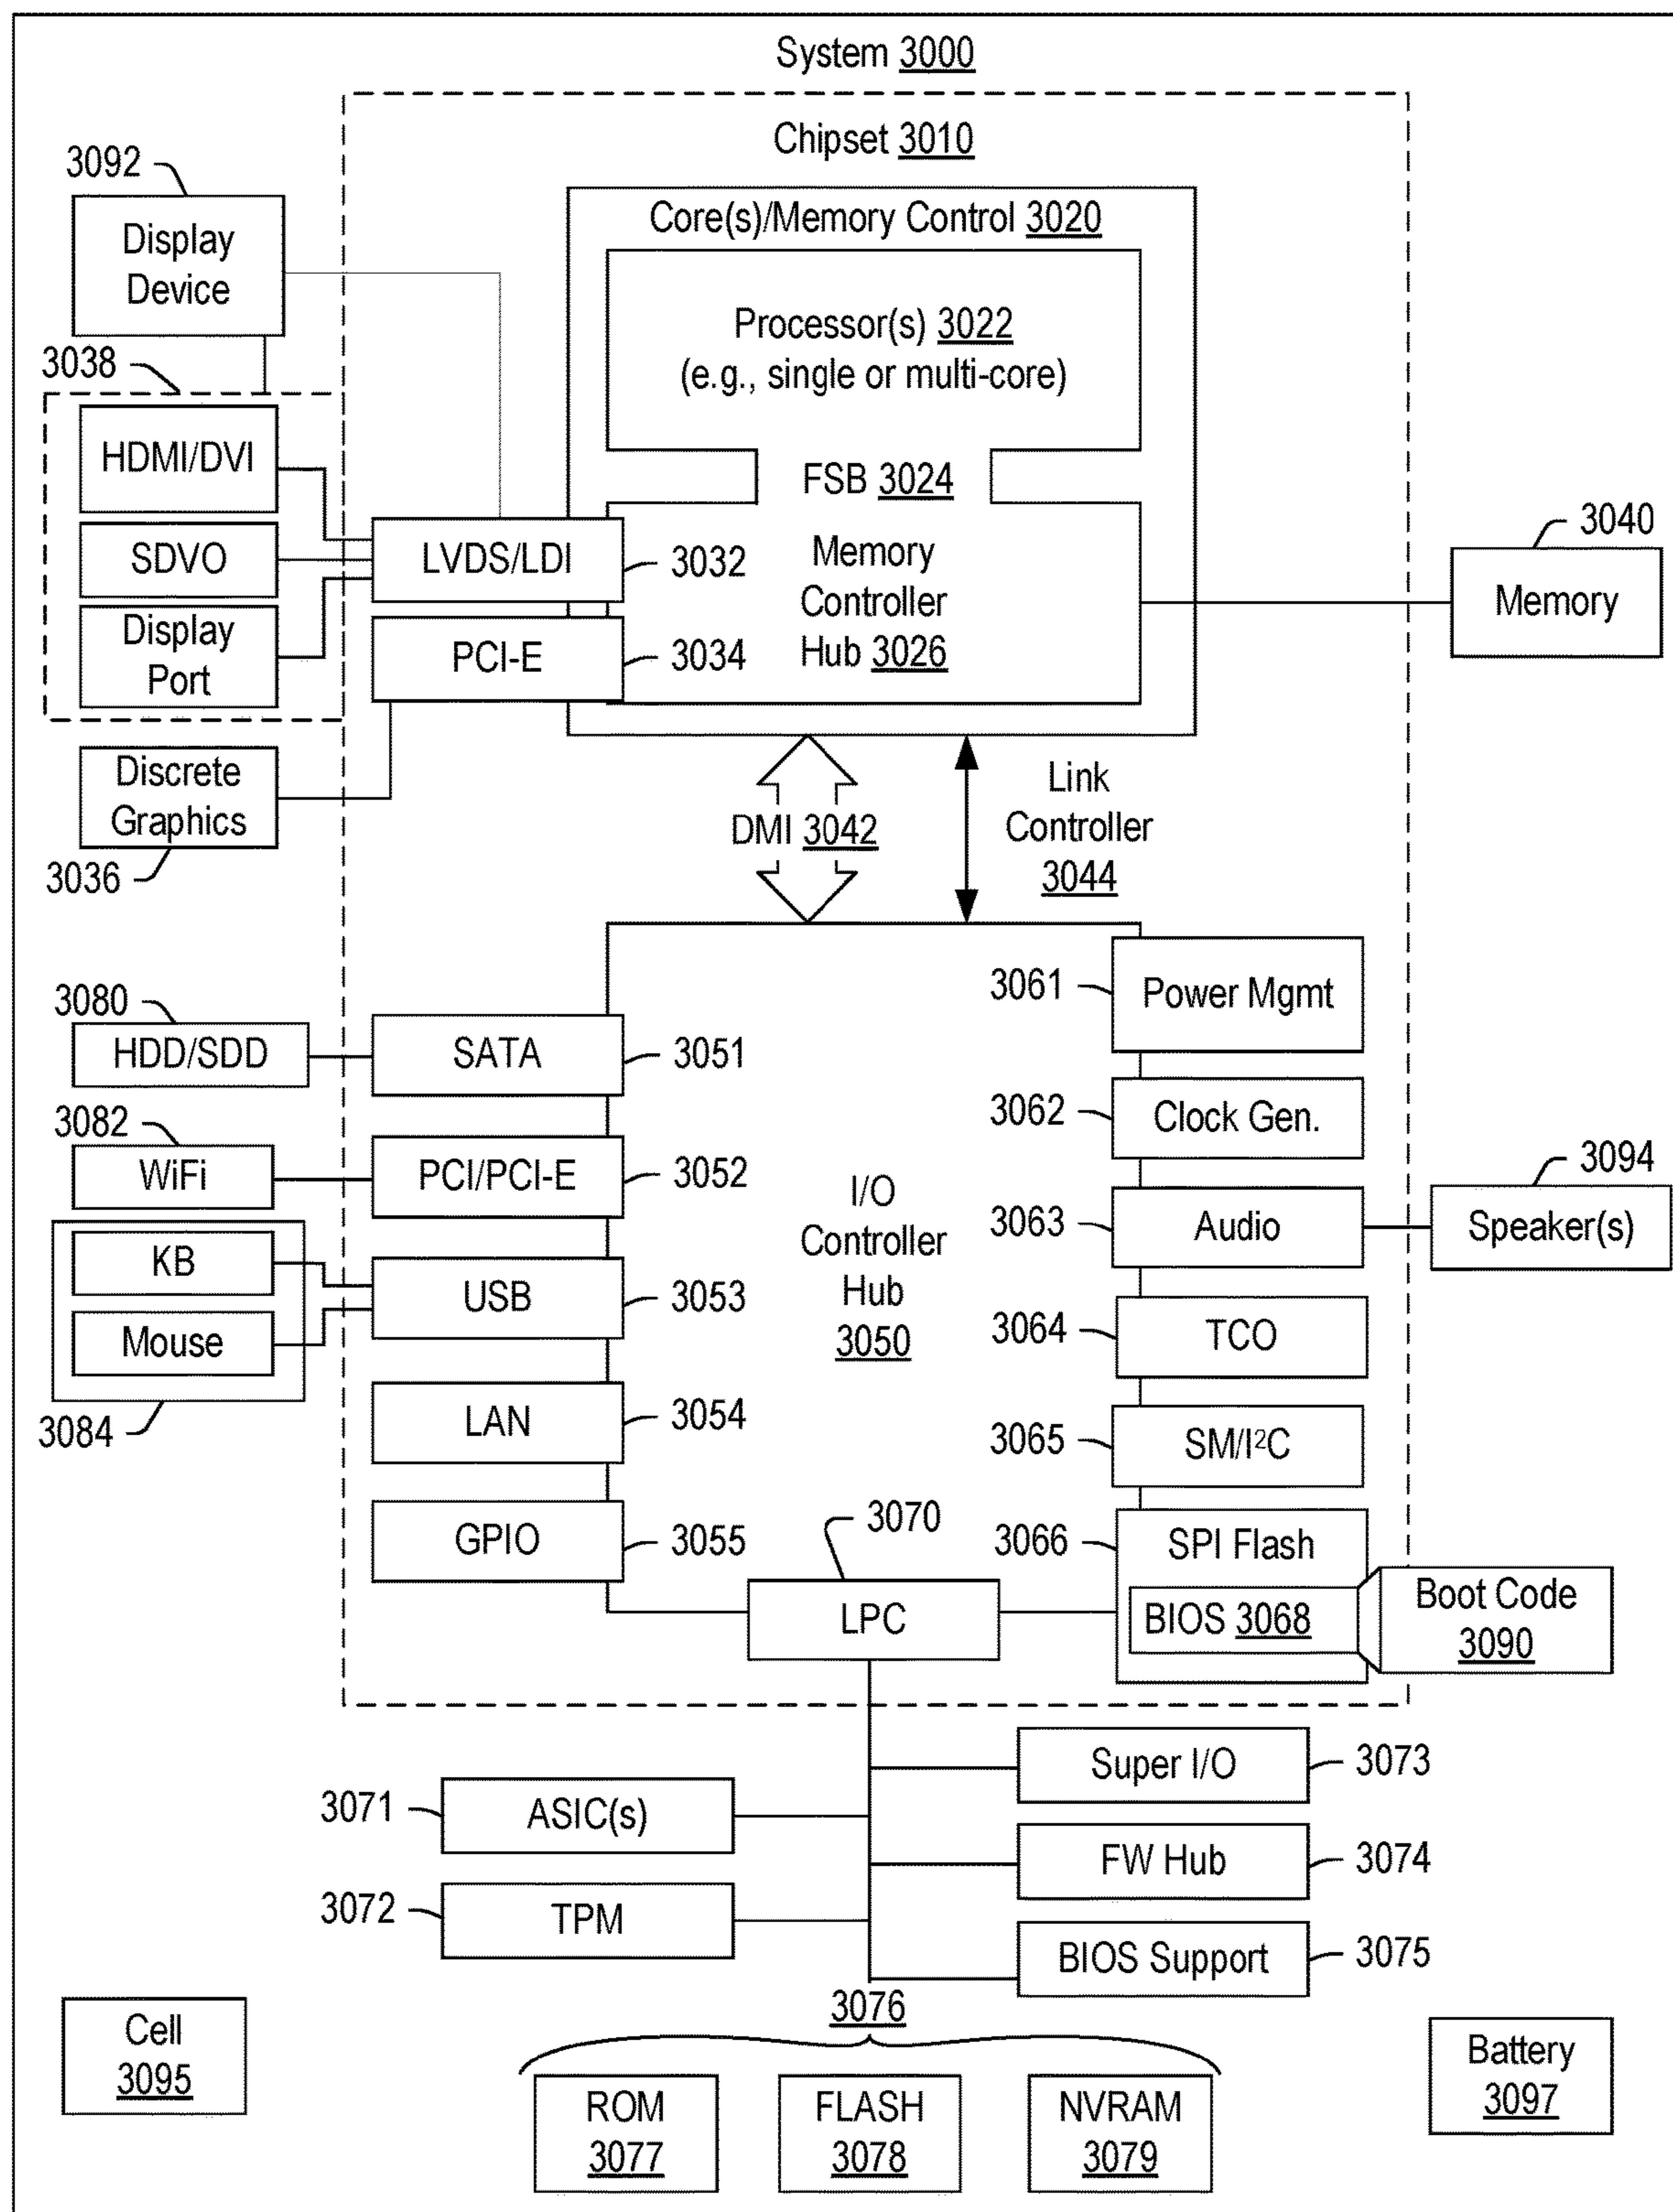 System 3000
Chipset 3010
3092
Display
Device
Core(s)/Memory Control 3020
Processor(s) 3022
(e.g., single or multi-core)
3038
HDMI/DVI
SDVO
Display
Port
FSB 3024
LVDS/LDI
3032
PCI-E
3034
Memory
Controller
Hub 3026
3040
Memory
Discrete
Graphics
3036
DMI 3042
Link
Controller
3044
3080
HDD/SDD
SATA
3051
3082
WiFi
PCI/PCI-E
3052
KB
Mouse
3084
USB
3053
LAN
3054
GPIO
3055
I/O
Controller
Hub
3050
3061
Power Mgmt
3062
Clock Gen.
3063
Audio
3094
Speaker(s)
3064
TCO
3065
SM/I²C
3066
SPI Flash
BIOS 3068
Boot Code
3090
3070
LPC
3071
ASIC(s)
3072
TPM
Super I/O
3073
FW Hub
3074
BIOS Support
3075
3076
Cell
3095
ROM
3077
FLASH
3078
NVRAM
3079
Battery
3097